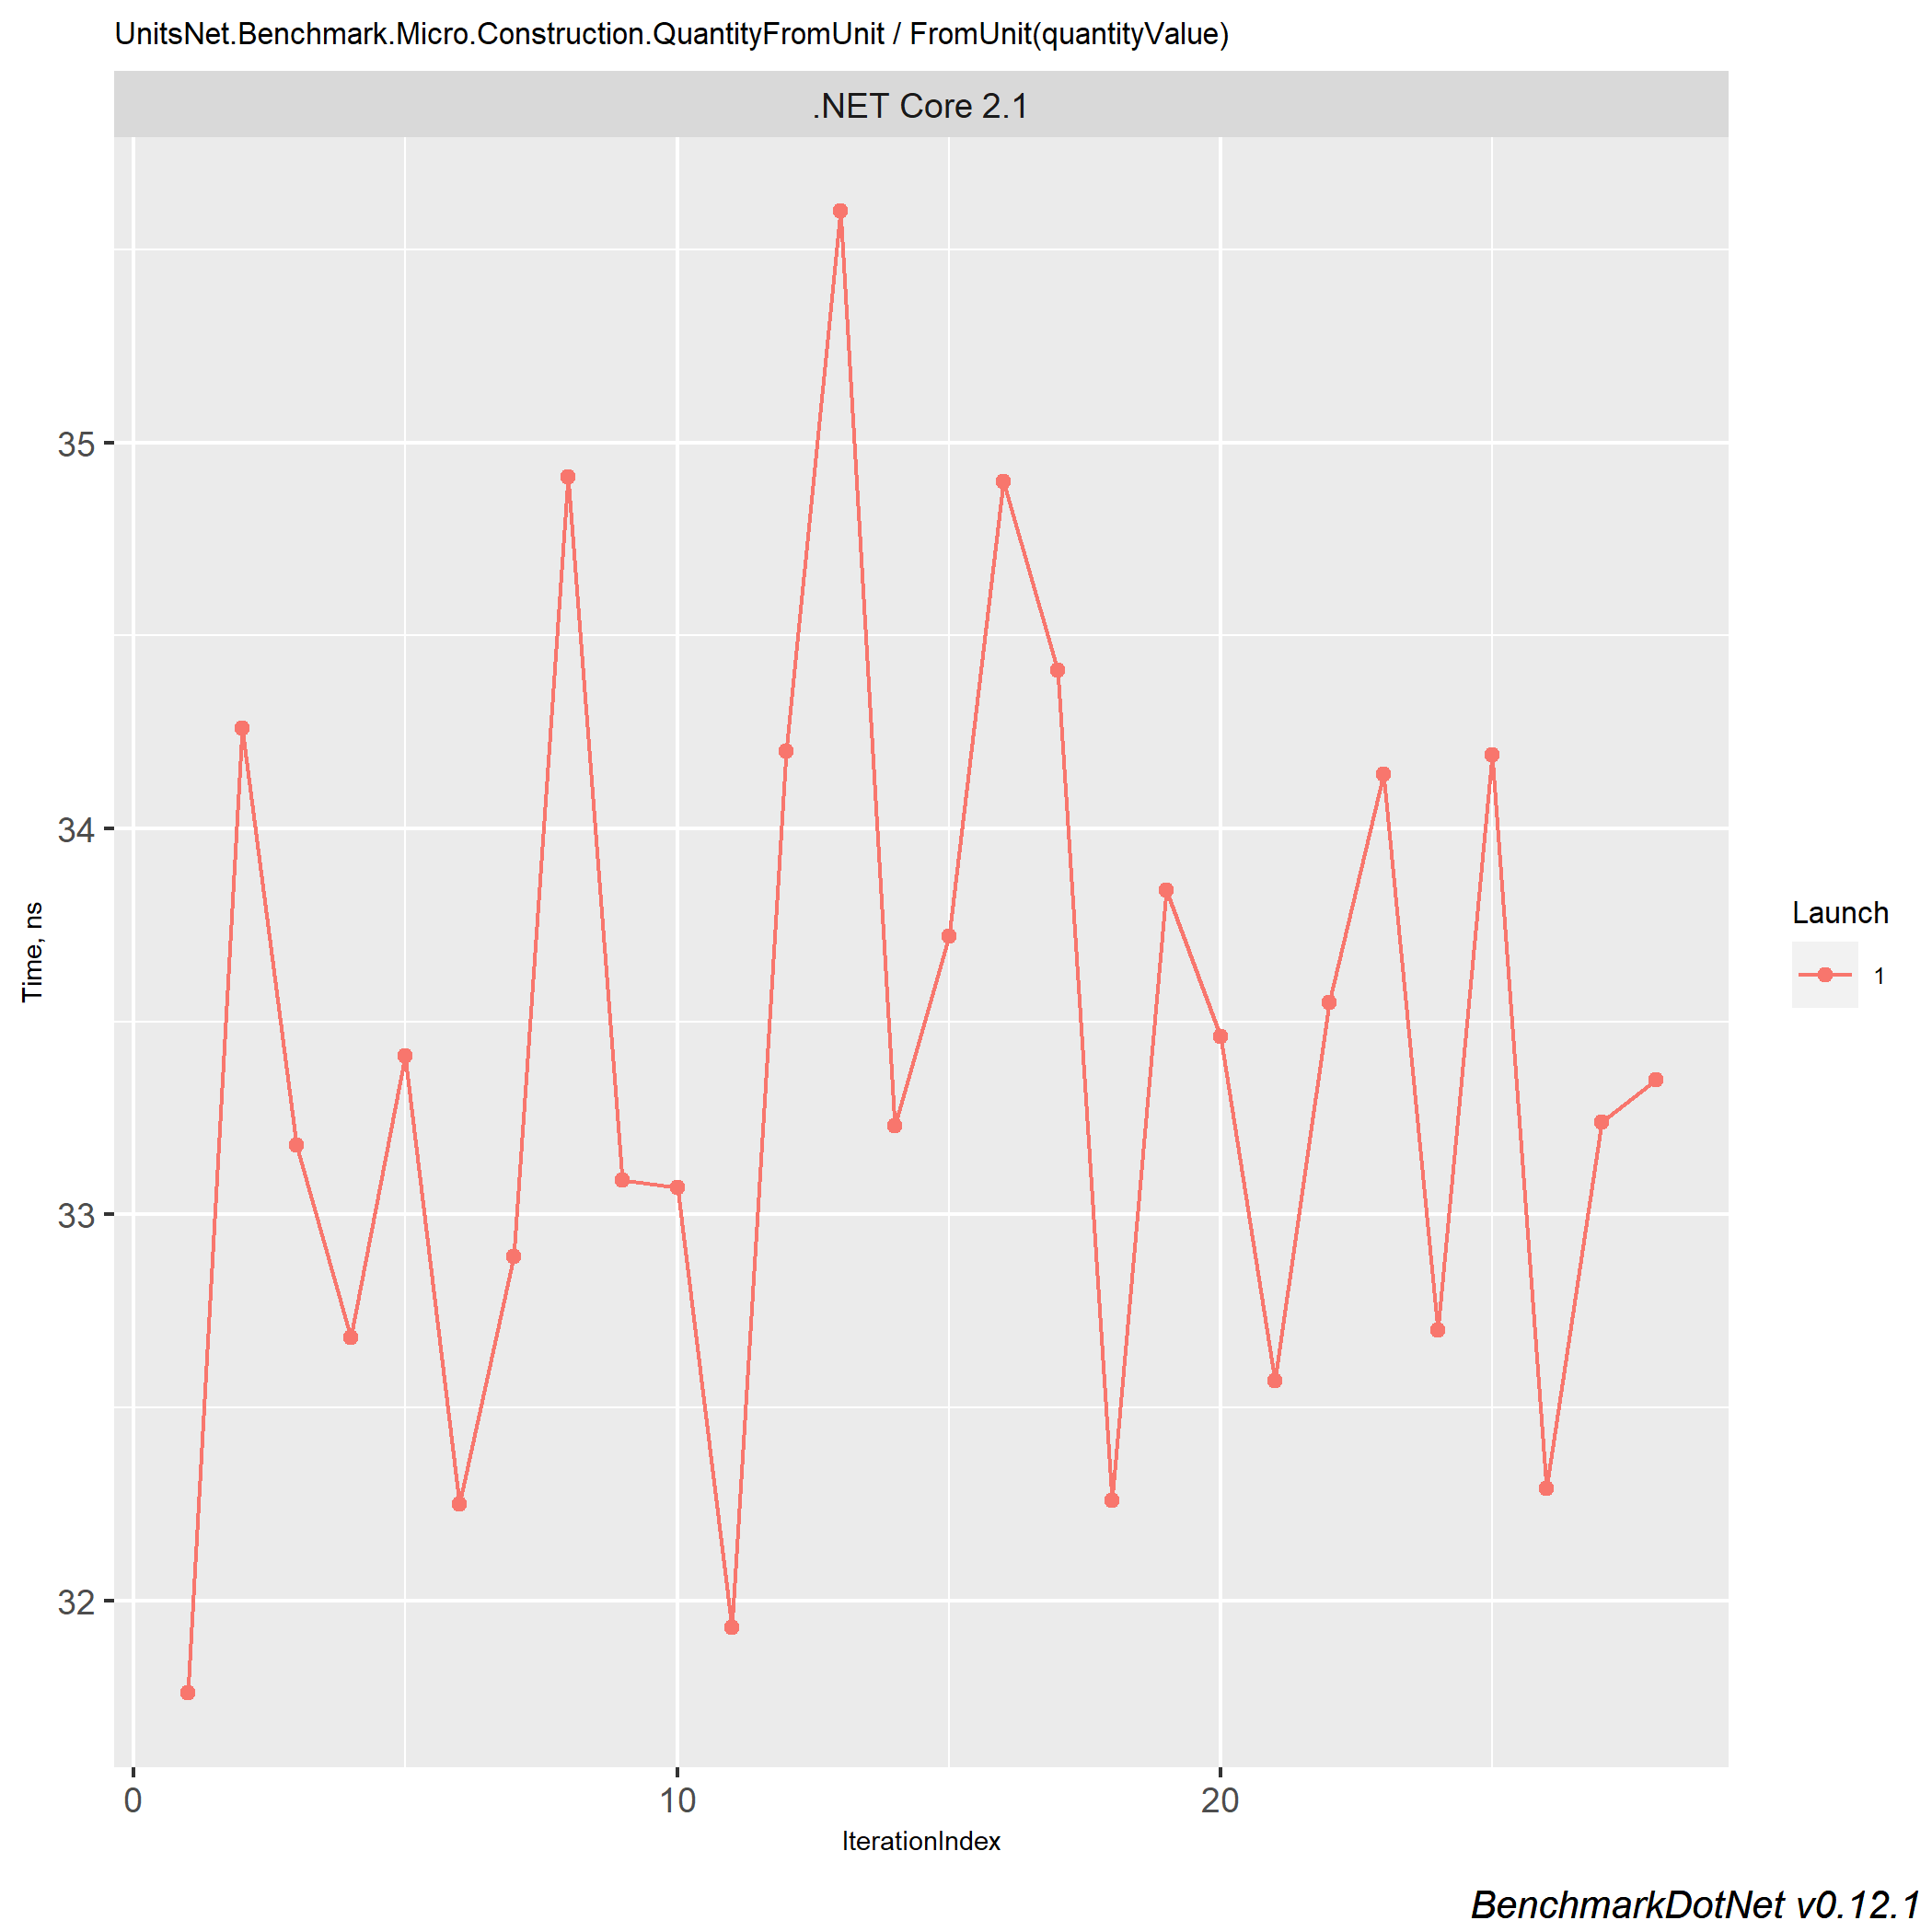 UnitsNet.Benchmark.Micro.Construction.QuantityFromUnit / FromUnit(quantityValue)
.NET Core 2.1
35
34
33
32
Time, ns
0 10 20
IterationIndex
Launch
1
BenchmarkDotNet v0.12.1